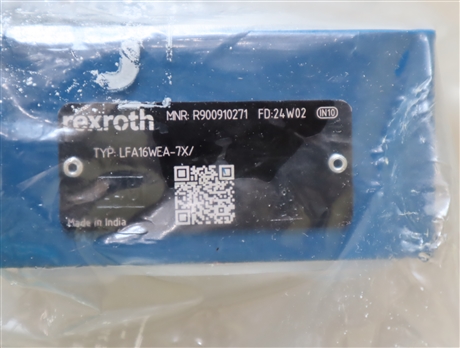 rexroth MNR: R900910271 FD:24W02 IN10
TYP: LFA16WEA-7X/
Made in India